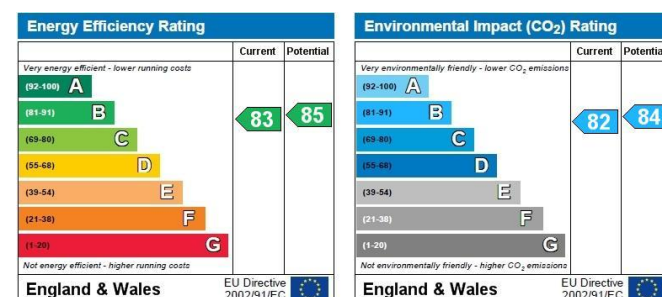 Energy Efficiency Rating
Current Potential
Very energy efficient - lower running costs
(92-100) A
(81-91) B
83 85
(69-80) C
(55-68) D
(39-54) E
(21-38) F
(1-20) G
Not energy efficient - higher running costs
England & Wales
EU Directive
2002/91/EC
Environmental Impact (CO₂) Rating
Current Potential
Very environmentally friendly - lower CO₂ emissions
(92-100) A
(81-91) B
82 84
(69-80) C
(55-68) D
(39-54) E
(21-38) F
(1-20) G
Not environmentally friendly - higher CO₂ emissions
England & Wales
EU Directive
2002/91/EC